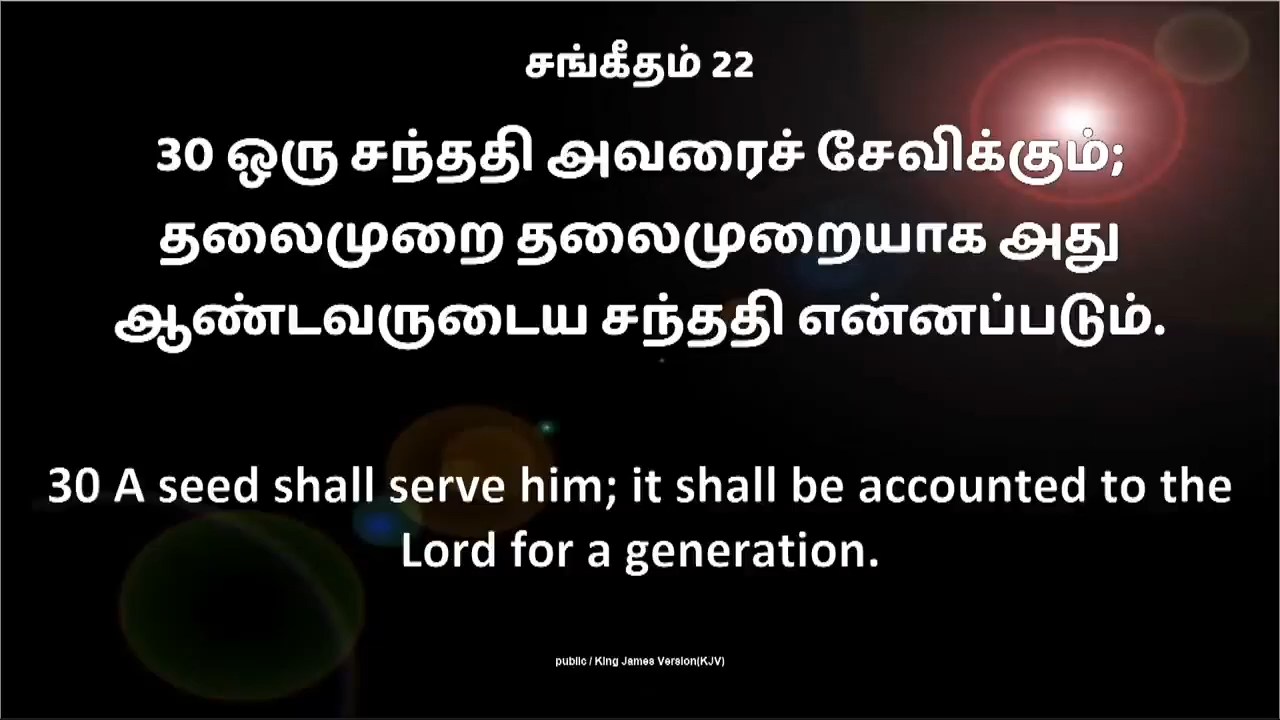 சங்கீதம் 22
30 ஒரு சந்ததி அவரைச் சேவிக்கும்;
தலைமுறை தலைமுறையாக அது
ஆண்டவருடைய சந்ததி என்னப்படும்.
30 A seed shall serve him; it shall be accounted to the
Lord for a generation.
public / King James Version(KJV)